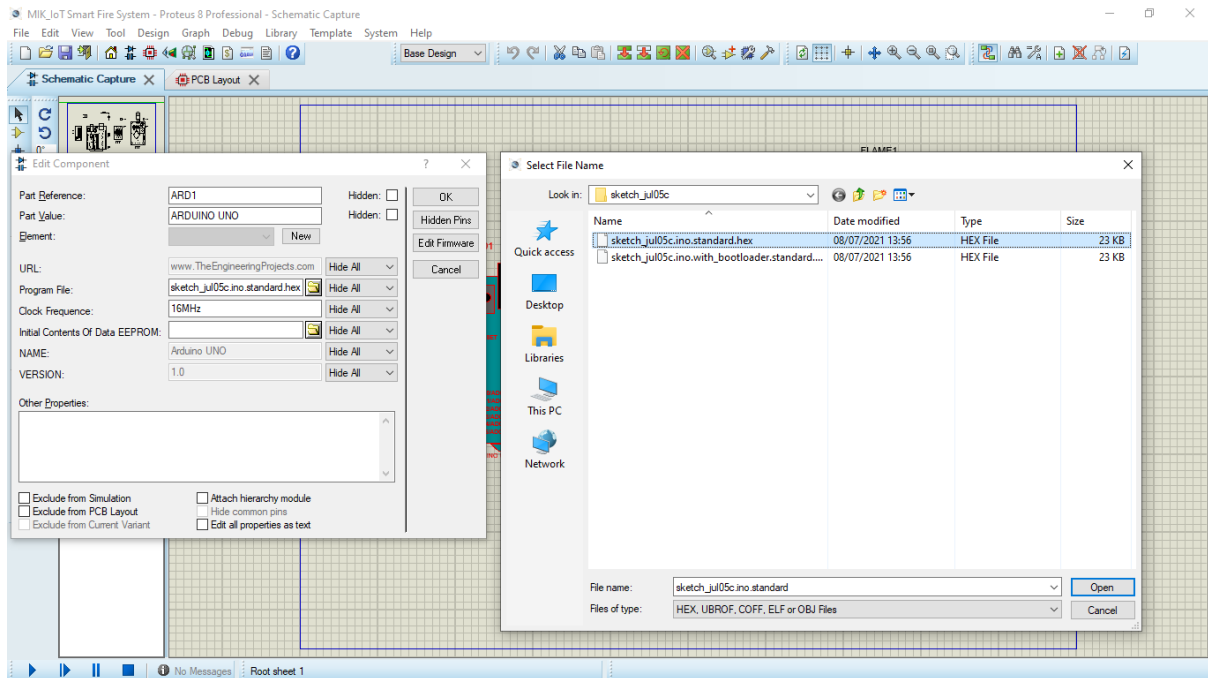 MIK_IoT Smart Fire System - Proteus 8 Professional - Schematic Capture
File Edit View Tool Design Graph Debug Library Template System Help
Base Design
Schematic Capture
PCB Layout
0°
FLAME1
Edit Component
?
Part Reference: ARD1 Hidden:
Part Value: ARDUINO UNO Hidden:
Element: New
URL: www.TheEngineeringProjects.com Hide All
Program File: sketch_jul05c.ino.standard.hex Hide All
Clock Frequence: 16MHz Hide All
Initial Contents Of Data EEPROM: Hide All
NAME: Arduino UNO Hide All
VERSION: 1.0 Hide All
Other Properties:
Exclude from Simulation Attach hierarchy module
Exclude from PCB Layout Hide common pins
Exclude from Current Variant Edit all properties as text
OK
Hidden Pins
Edit Firmware
Cancel
Select File Name
Look in: sketch_jul05c
Quick access
Desktop
Libraries
This PC
Network
Name Date modified Type Size
sketch_jul05c.ino.standard.hex 08/07/2021 13:56 HEX File 23 KB
sketch_jul05c.ino.with_bootloader.standard.... 08/07/2021 13:56 HEX File 23 KB
File name: sketch_jul05c.ino.standard Open
Files of type: HEX, UBROF, COFF, ELF or OBJ Files Cancel
No Messages Root sheet 1